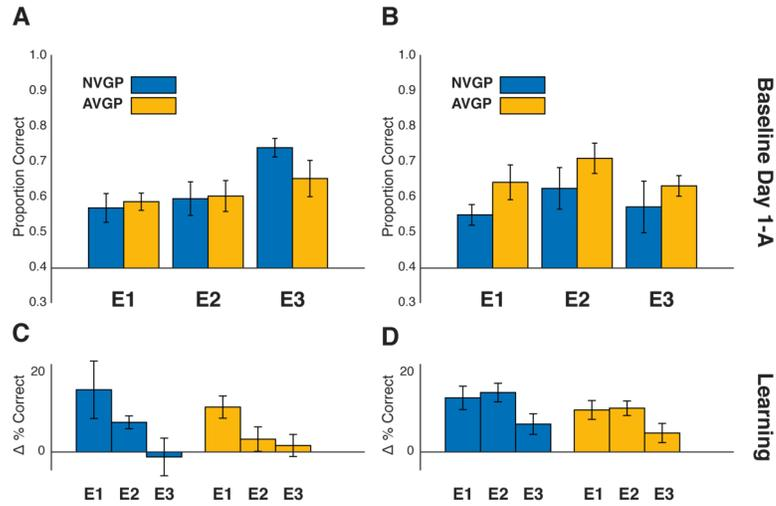 A
B
1.0
0.9
0.8
0.7
0.6
0.5
0.4
0.3
Proportion Correct
NVGP
AVGP
E1 E2 E3
1.0
0.9
0.8
0.7
0.6
0.5
0.4
0.3
Proportion Correct
NVGP
AVGP
E1 E2 E3
Baseline Day 1-A
C
D
20
0
Δ % Correct
E1 E2 E3 E1 E2 E3
20
0
Δ % Correct
E1 E2 E3 E1 E2 E3
Learning